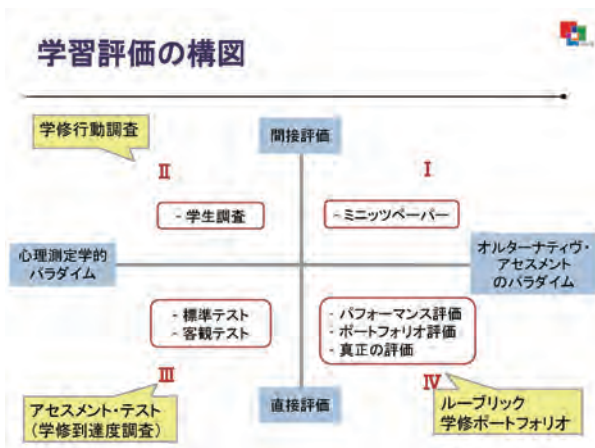 学習評価の構図
学修行動調査
間接評価
Ⅱ
Ⅰ
- 学生調査
- ミニッツペーパー
心理測定学的
パラダイム
オルターナティヴ・
アセスメント
のパラダイム
- 標準テスト
- 客観テスト
- パフォーマンス評価
- ポートフォリオ評価
- 真正の評価
Ⅲ
Ⅳ
アセスメント・テスト
(学修到達度調査)
直接評価
ルーブリック
学修ポートフォリオ